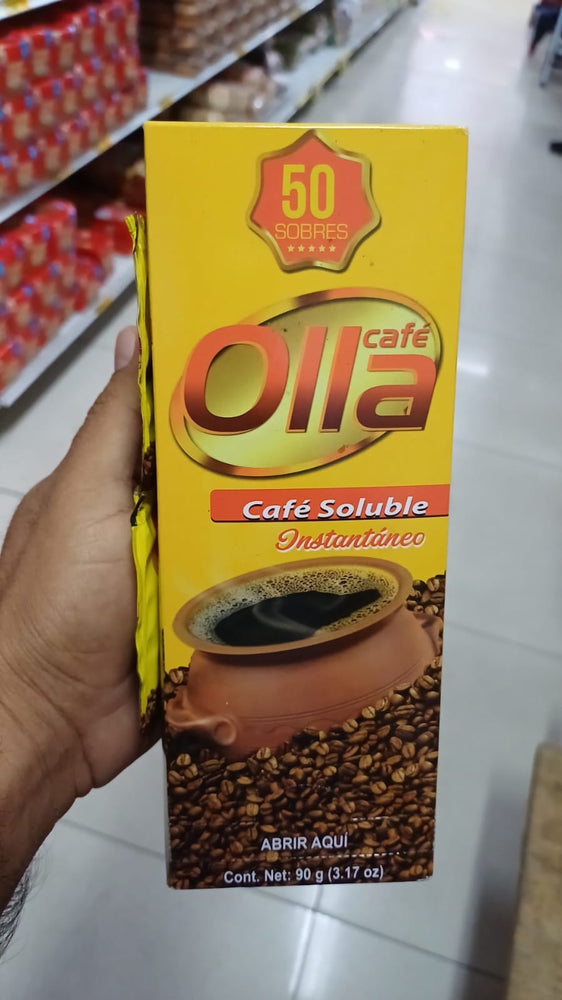 50
SOBRES
café
Olla
Café Soluble
Instantáneo
ABRIR AQUÍ
Cont. Net: 90 g (3.17 oz)